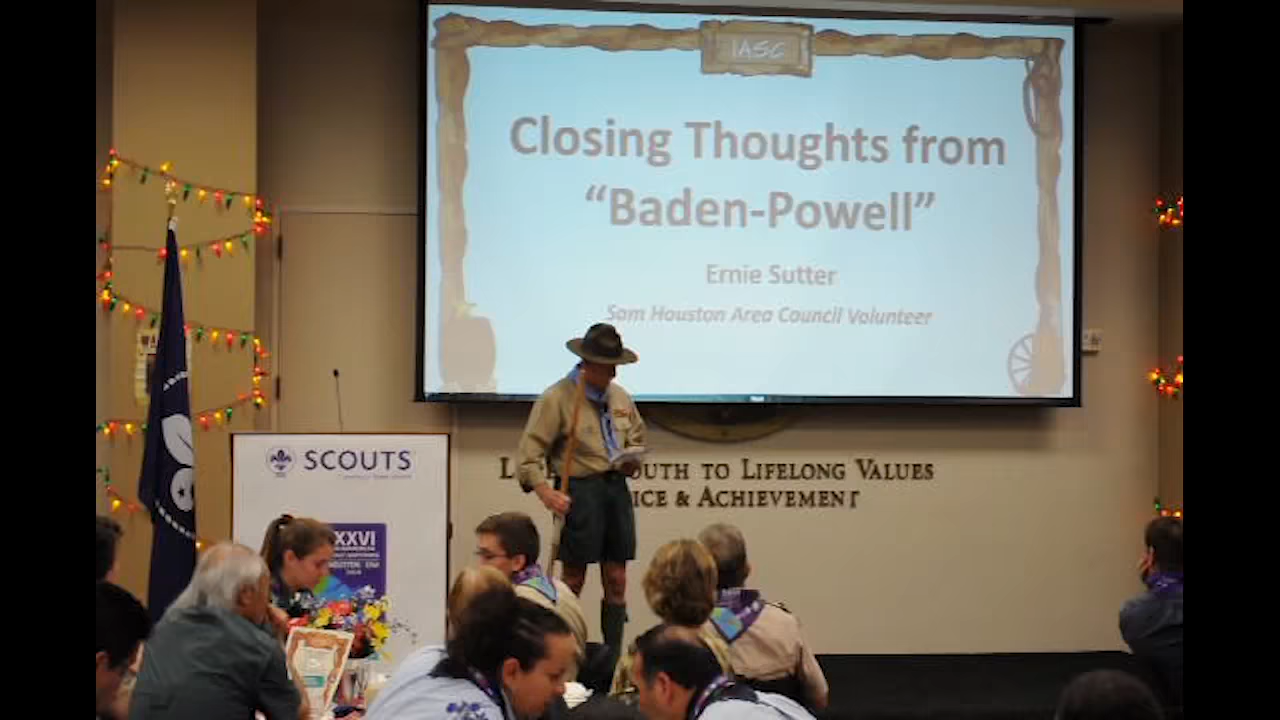 IASC
Closing Thoughts from
“Baden-Powell”
Ernie Sutter
Sam Houston Area Council Volunteer
SCOUTS
OUTH TO LIFELONG VALUES
ICE & ACHIEVEMENT
XXVI